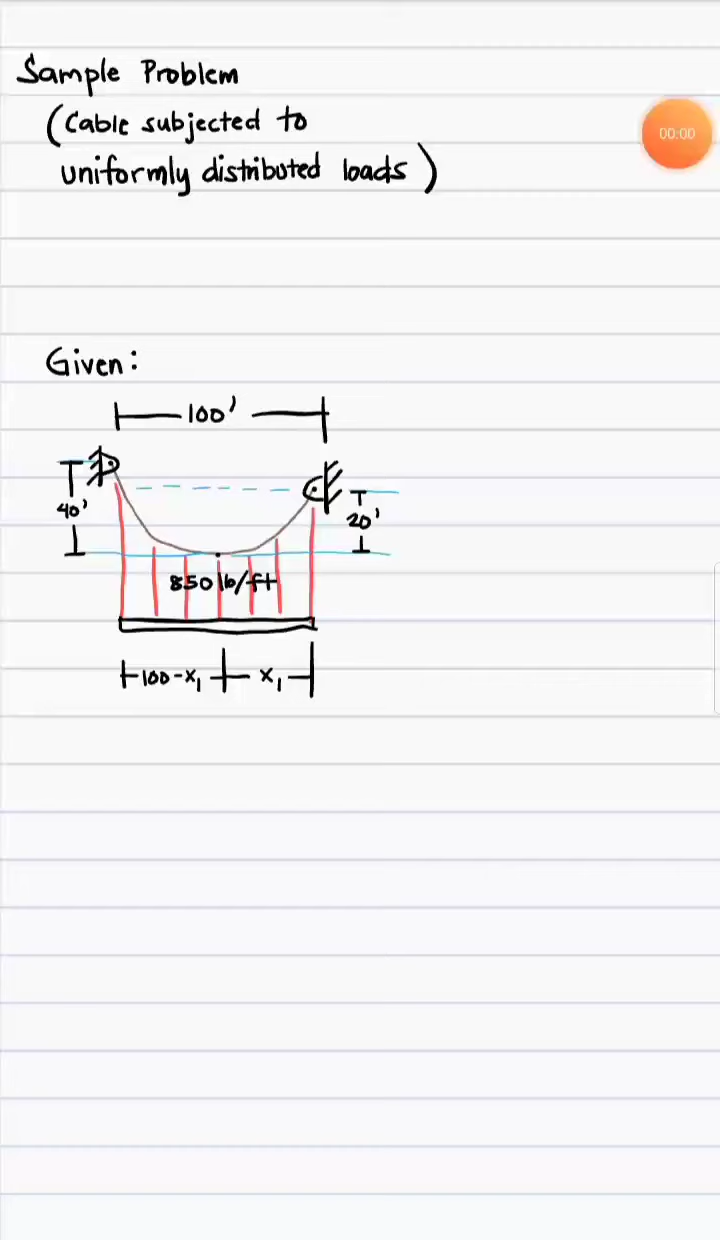 Sample Problem
(Cable subjected to
uniformly distributed loads)
00:00
Given:
100'
40'
20'
850 lb/ft
100-x₁
x₁